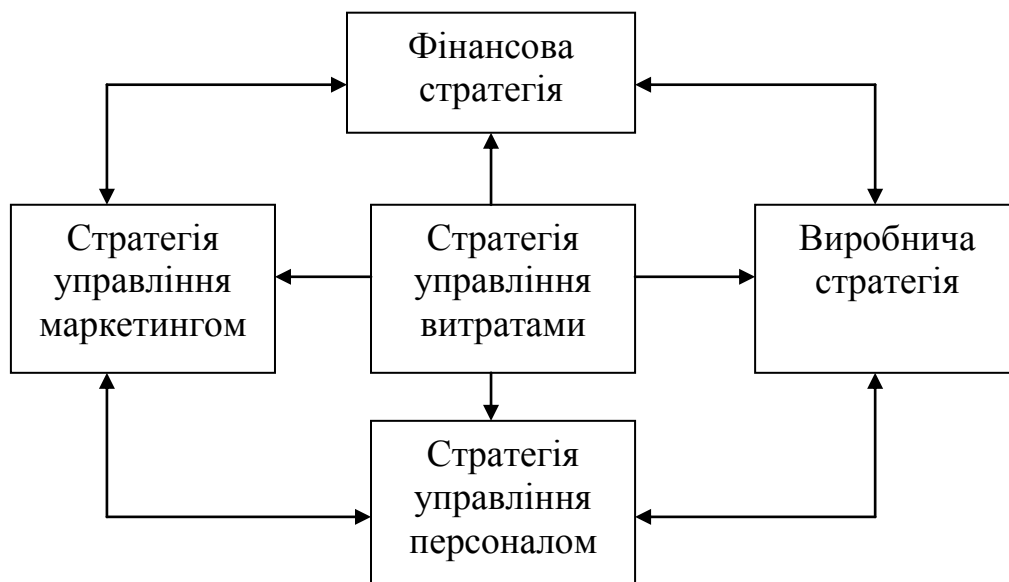 Фінансова
стратегія
Стратегія
управління
маркетингом
Стратегія
управління
витратами
Виробнича
стратегія
Стратегія
управління
персоналом